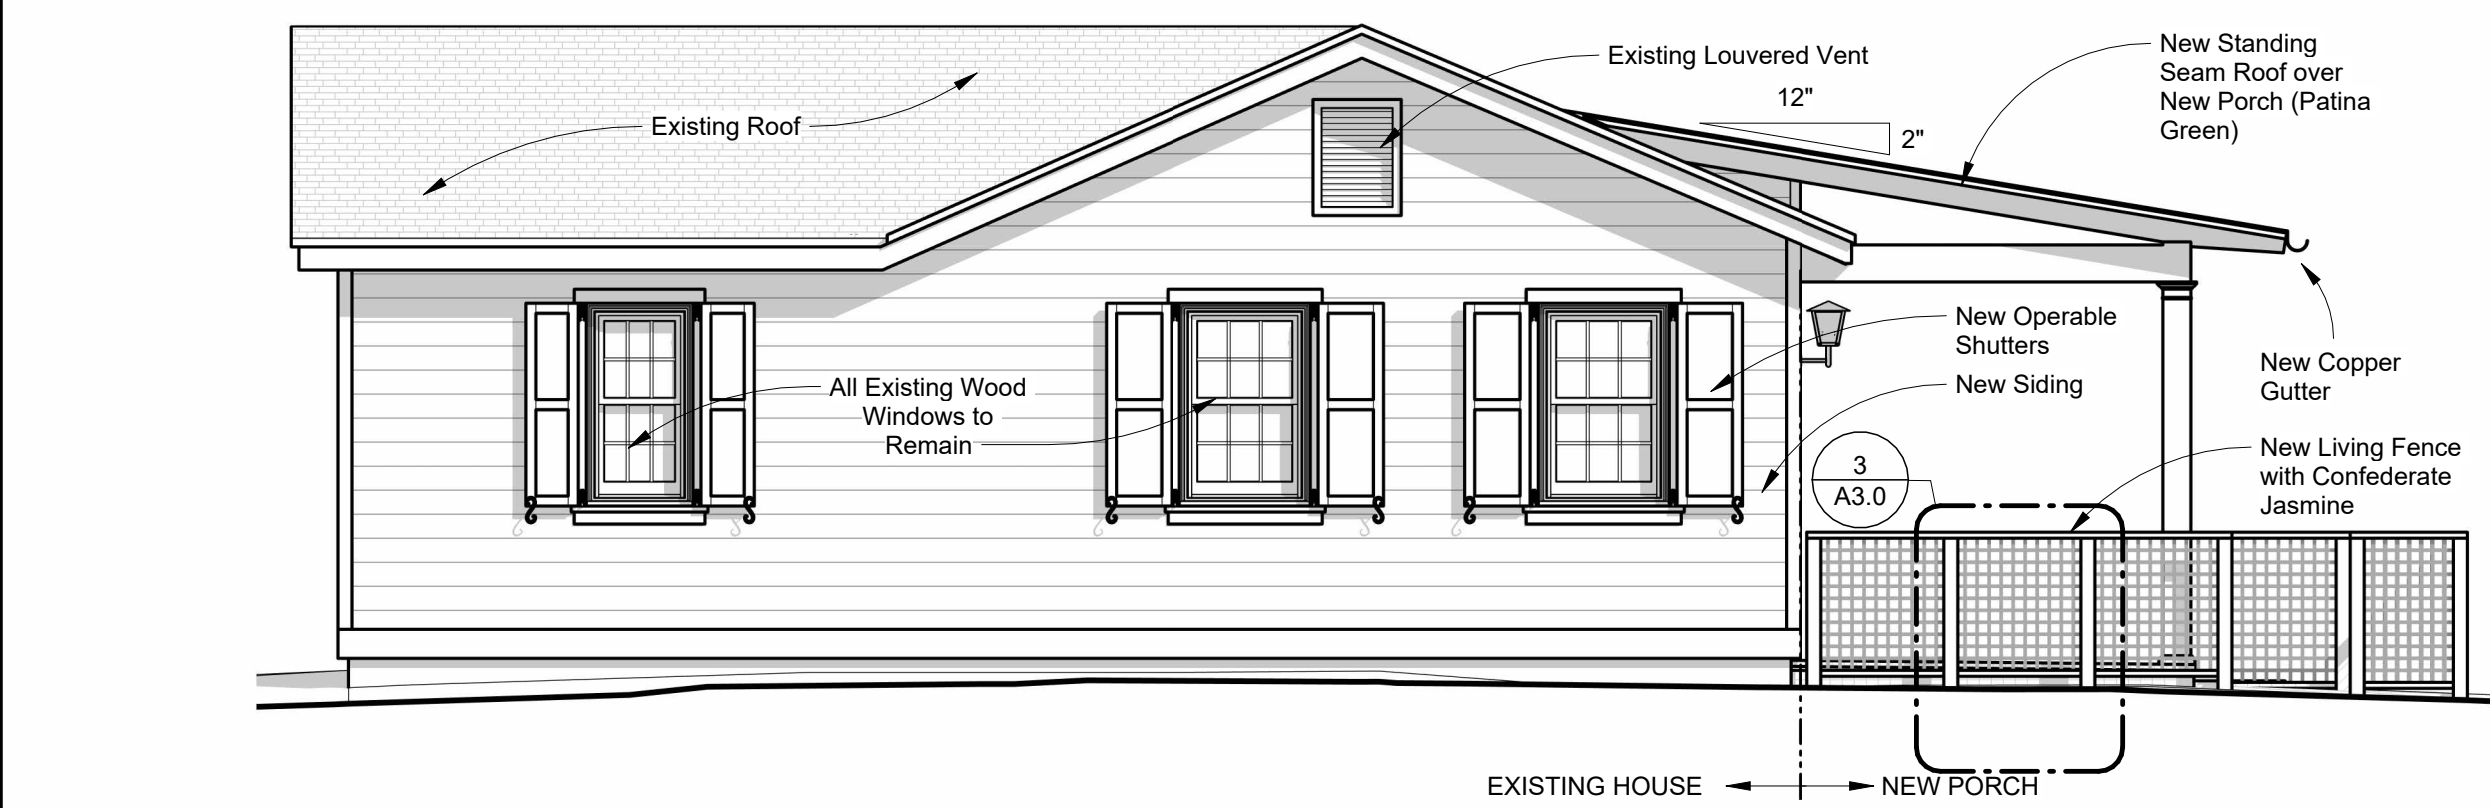 Existing Roof
Existing Louvered Vent
12"
2"
New Standing
Seam Roof over
New Porch (Patina
Green)
All Existing Wood
Windows to
Remain
New Operable
Shutters
New Siding
New Copper
Gutter
3
A3.0
New Living Fence
with Confederate
Jasmine
EXISTING HOUSE
NEW PORCH